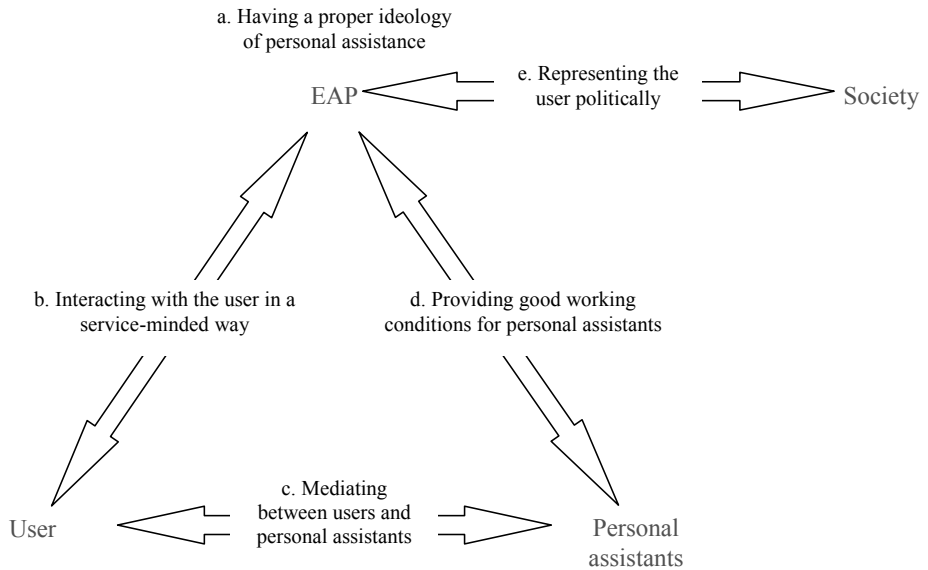 a. Having a proper ideology
of personal assistance
EAP
e. Representing the
user politically
Society
b. Interacting with the user in a
service-minded way
d. Providing good working
conditions for personal assistants
c. Mediating
between users and
personal assistants
User
Personal
assistants